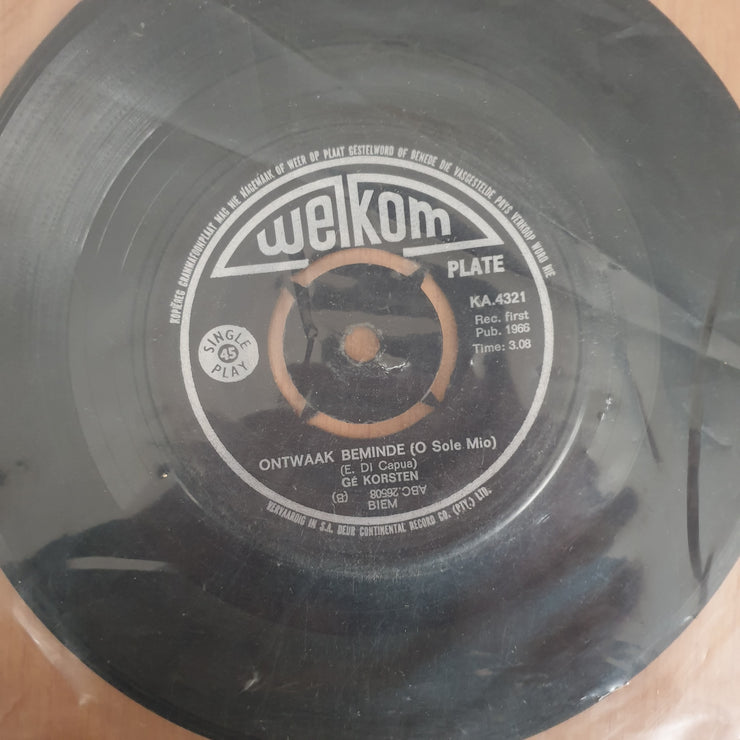 KOPIËREG GRAMMAFOONPLAAT MAG NIE NAGEMAAK OF WEER OP PLAAT GESTELWORD OF BENEDE DIE VASGESTELDE PRYS VERKOOP WORD NIE
welkom
PLATE
KA.4321
Rec. first
Pub. 1966
Time: 3.08
SINGLE
45
PLAY
ONTWAAK BEMINDE (O Sole Mio)
(E. Di Capua)
GÉ KORSTEN
ABC.26508 (B)
BIEM
VERVAARDIG IN S.A. DEUR CONTINENTAL RECORD CO. (PTY.) LTD.